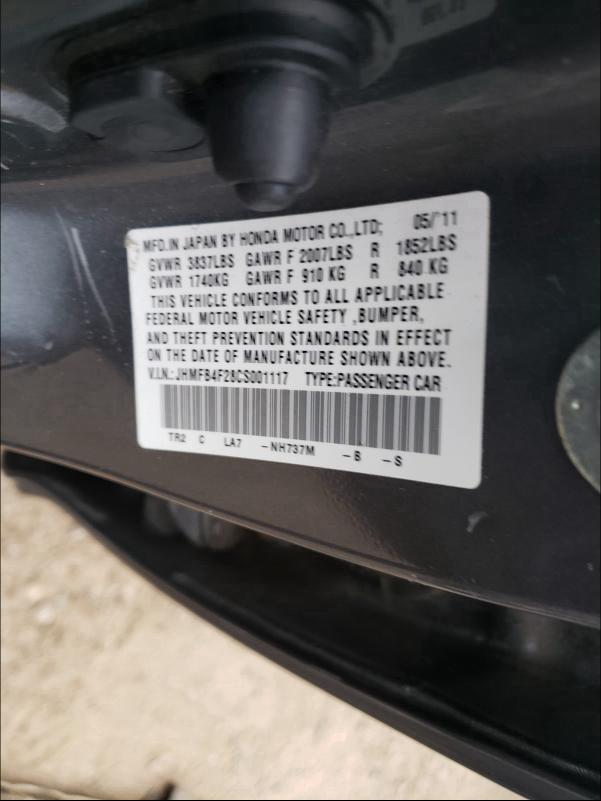 MFD.IN JAPAN BY HONDA MOTOR CO.,LTD; 05/'11
GVWR 3837LBS GAWR F 2007LBS R 1852LBS
GVWR 1740KG GAWR F 910 KG R 840 KG
THIS VEHICLE CONFORMS TO ALL APPLICABLE
FEDERAL MOTOR VEHICLE SAFETY ,BUMPER,
AND THEFT PREVENTION STANDARDS IN EFFECT
ON THE DATE OF MANUFACTURE SHOWN ABOVE.
V.I.N.: JHMFB4F28CS001117 TYPE:PASSENGER CAR
TR2 C LA7 -NH737M -B -S